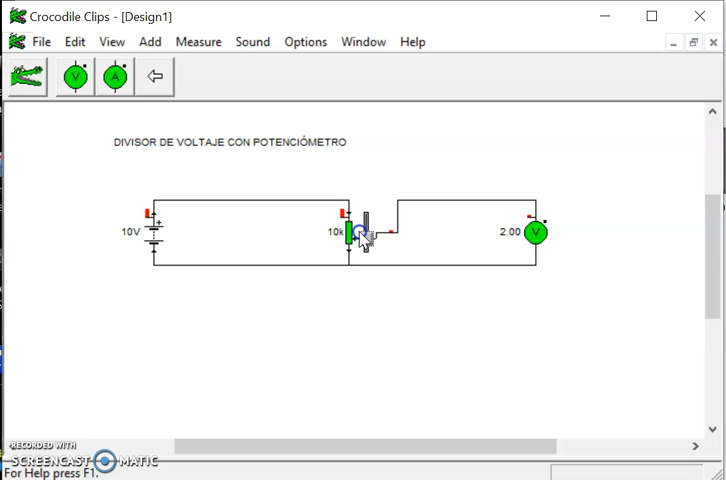 Crocodile Clips - [Design1]
File Edit View Add Measure Sound Options Window Help
V A
DIVISOR DE VOLTAJE CON POTENCIÓMETRO
10V + 10k 2.00 V
RECORDED WITH
SCREENCAST MATIC
For Help press F1.